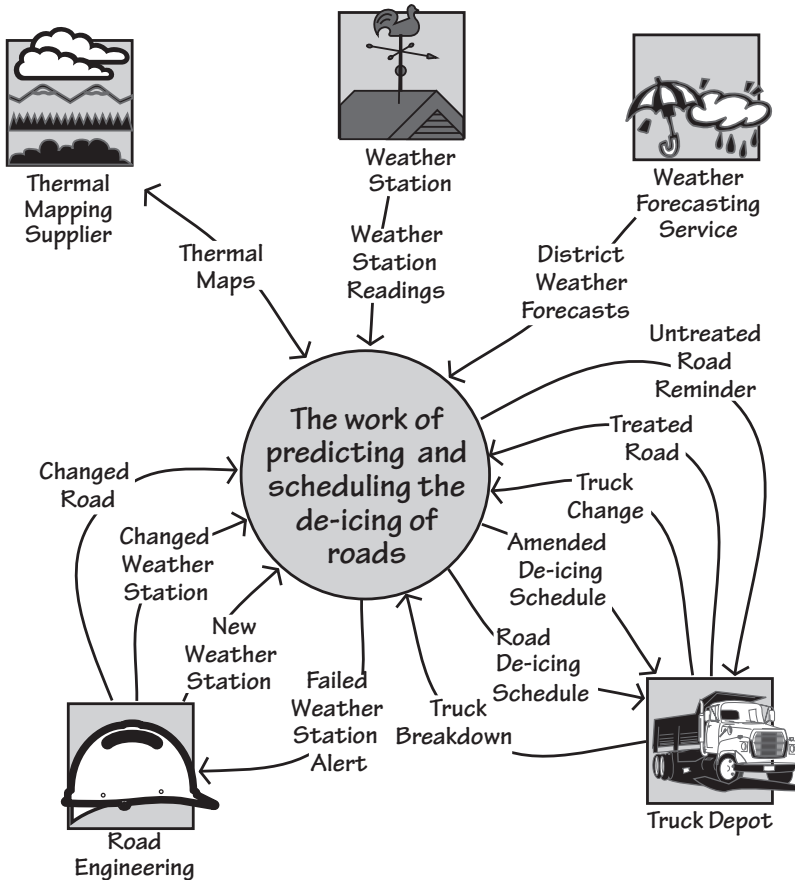 Thermal
Mapping
Supplier
Weather
Station
Weather
Forecasting
Service
Thermal
Maps
Weather
Station
Readings
District
Weather
Forecasts
Untreated
Road
Reminder
The work of
predicting and
scheduling the
de-icing of
roads
Treated
Road
Truck
Change
Changed
Road
Changed
Weather
Station
New
Weather
Station
Failed
Weather
Station
Alert
Truck
Breakdown
Road
De-icing
Schedule
Amended
De-icing
Schedule
Road
Engineering
Truck Depot